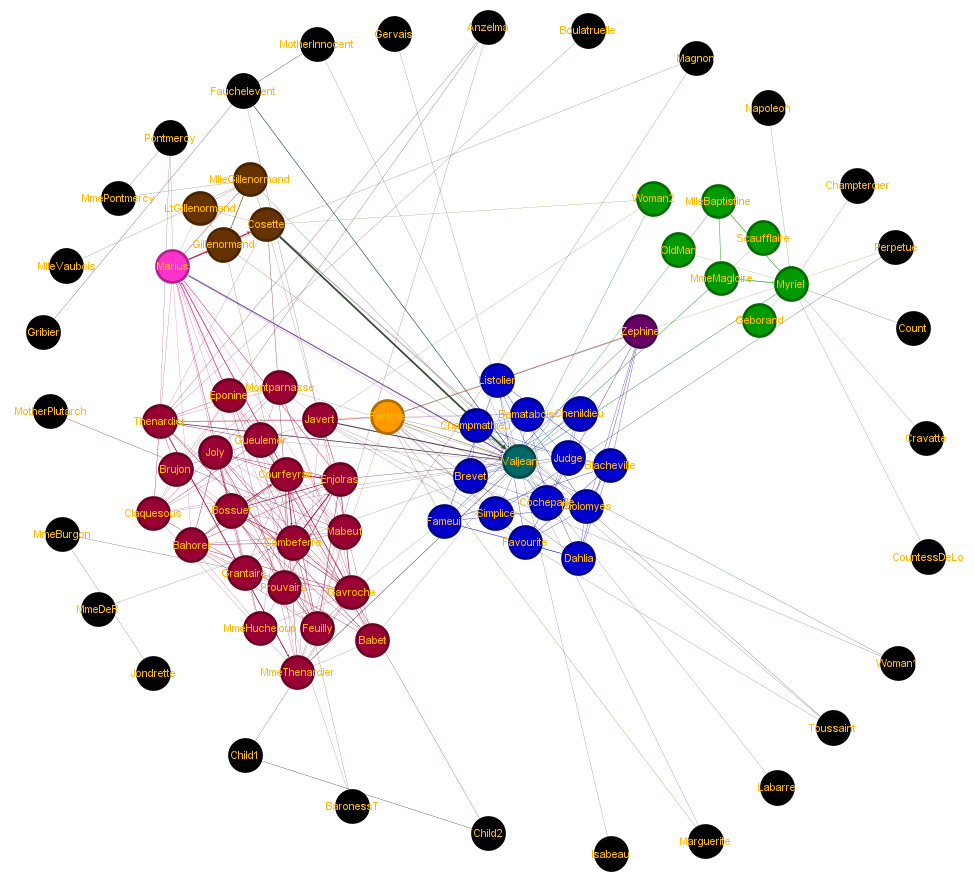 Anzelma
Boulatruelle
Gervais
MotherInnocent
Magnon
Fauchelevent
Napoleon
Pontmercy
MlleGillenormand
Champtercier
MmePontmercy
Woman2
MlleBaptistine
LtGillenormand
Cosette
Scaufflaire
Gillenormand
Perpetue
OldMan
MlleVaubois
Marius
MmeMagloire
Myriel
Geborand
Count
Gribier
Zephine
Listolier
Montparnasse
Eponine
MotherPlutarch
Thenardier
Javert
Fantine
Bamatabois
Chenildieu
Champmathieu
Gueulemer
Cravatte
Joly
Valjean
Judge
Blacheville
Brujon
Courfeyrac
Enjolras
Brevet
Cochepaille
Tholomyes
Claquesous
Bossuet
Simplice
Fameuil
MmeBurgon
Mabeuf
Bahorel
Combeferre
Favourite
Dahlia
CountessDeLo
Grantaire
Prouvaire
Gavroche
MmeDeR
MmeHucheloup
Feuilly
Babet
Jondrette
MmeThenardier
Woman1
Toussaint
Child1
Labarre
BaronessT
Child2
Marguerite
Isabeau